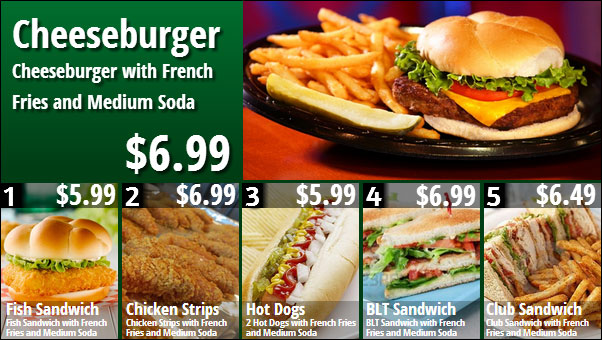 Cheeseburger
Cheeseburger with French
Fries and Medium Soda
$6.99
1 $5.99
Fish Sandwich
Fish Sandwich with French
Fries and Medium Soda
2 $6.99
Chicken Strips
Chicken Strips with French
Fries and Medium Soda
3 $5.99
Hot Dogs
2 Hot Dogs with French Fries
and Medium Soda
4 $6.99
BLT Sandwich
BLT Sandwich with French
Fries and Medium Soda
5 $6.49
Club Sandwich
Club Sandwich with French
Fries and Medium Soda